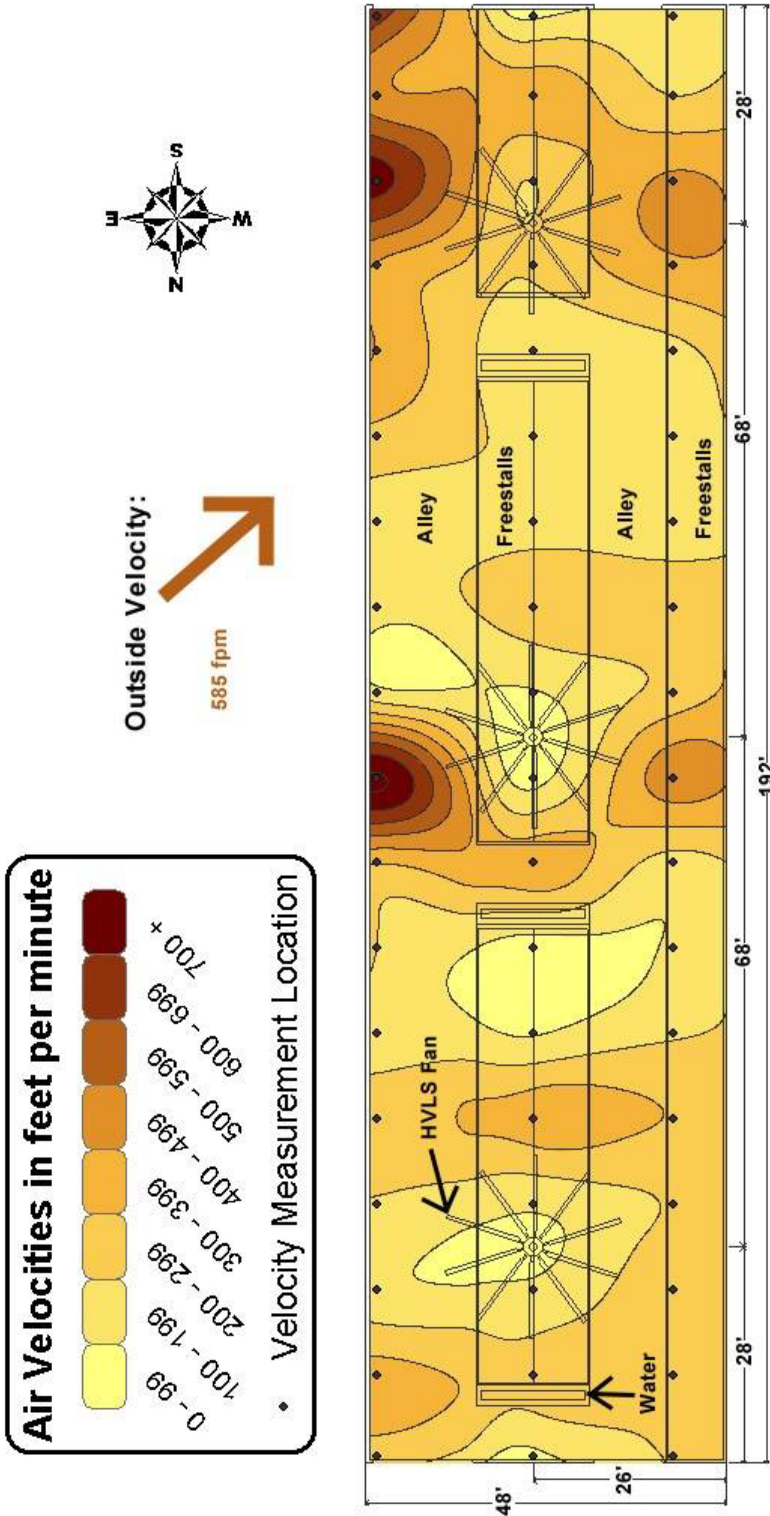 Air Velocities in feet per minute
0 - 99
100 - 199
200 - 299
300 - 399
400 - 499
500 - 599
600 - 699
700 +
Velocity Measurement Location
Outside Velocity:
585 fpm
N
E
S
W
48'
26'
Alley
Freestalls
Alley
Freestalls
HVLS Fan
Water
28'
68'
68'
28'
192'